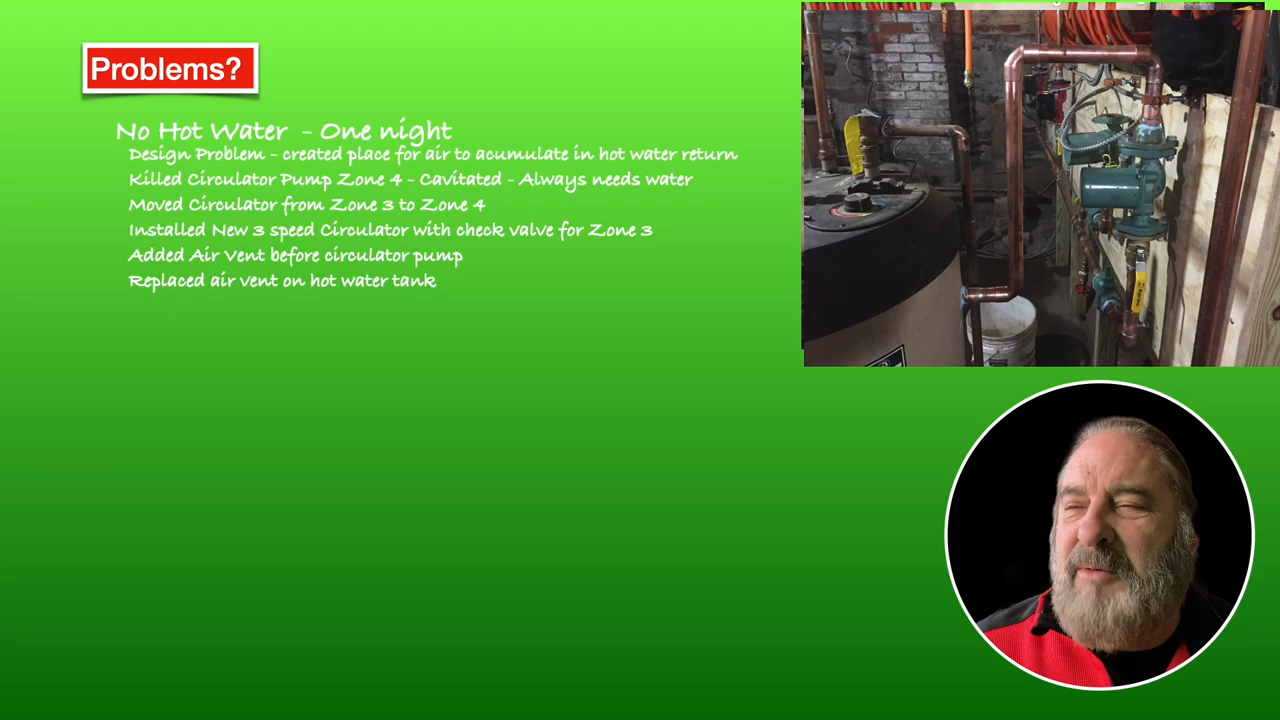 Problems?
No Hot Water - One night
Design Problem - created place for air to acumulate in hot water return
Killed Circulator Pump Zone 4 - Cavitated - Always needs water
Moved Circulator from Zone 3 to Zone 4
Installed New 3 speed Circulator with check valve for Zone 3
Added Air Vent before circulator pump
Replaced air vent on hot water tank